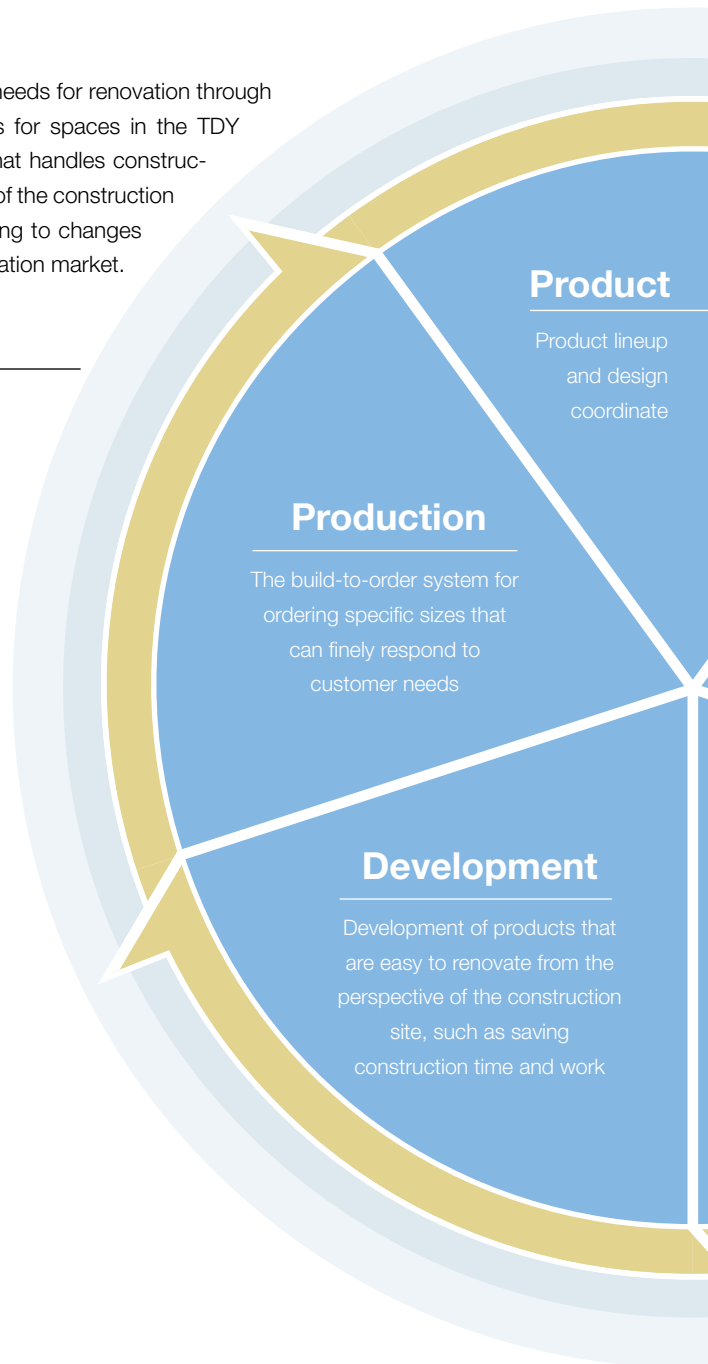 needs for renovation through
s for spaces in the TDY
hat handles construc-
of the construction
ng to changes
ation market.
Product
Product lineup
and design
coordinate
Production
The build-to-order system for
ordering specific sizes that
can finely respond to
customer needs
Development
Development of products that
are easy to renovate from the
perspective of the construction
site, such as saving
construction time and work